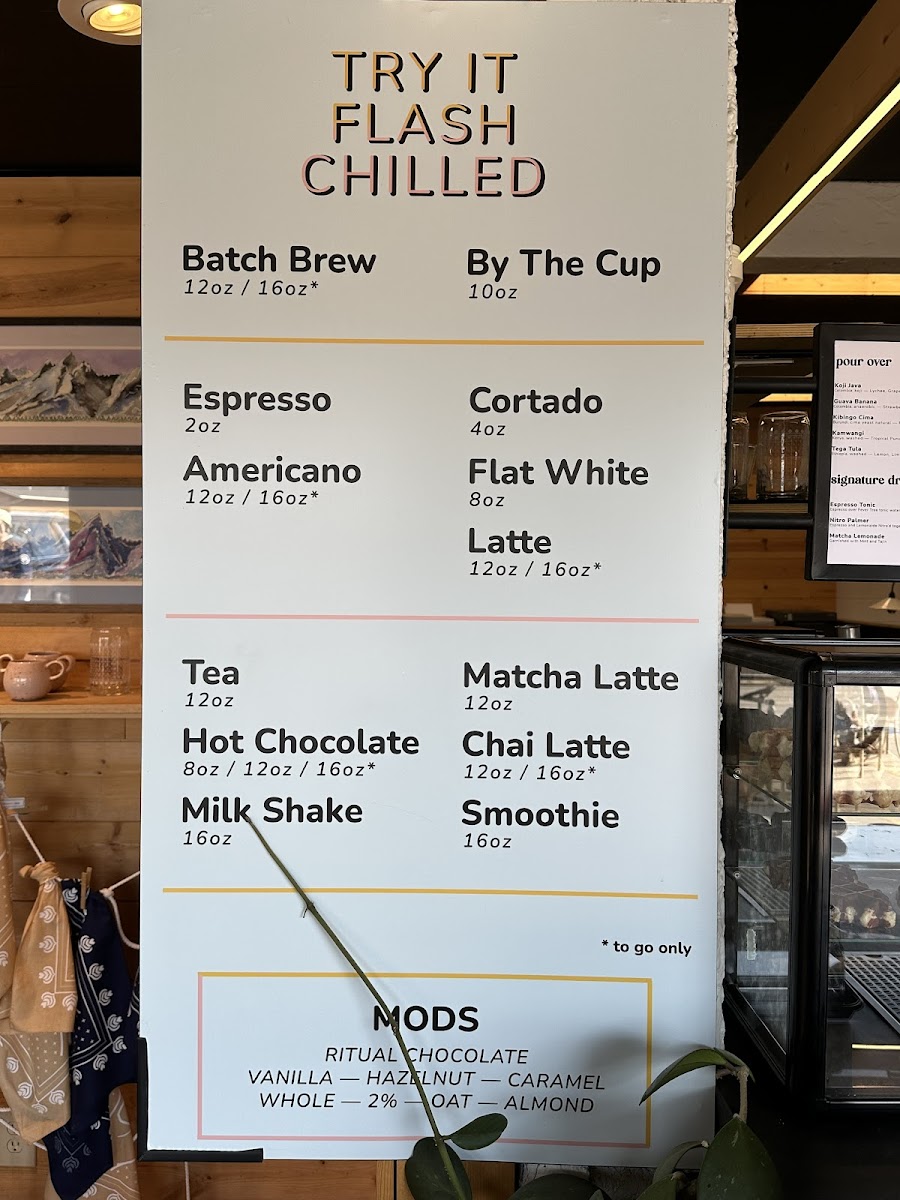 TRY IT
FLASH
CHILLED
Batch Brew
12oz / 16oz*
By The Cup
10oz
Espresso
2oz
Americano
12oz / 16oz*
Cortado
4oz
Flat White
8oz
Latte
12oz / 16oz*
Tea
12oz
Hot Chocolate
8oz / 12oz / 16oz*
Milk Shake
16oz
Matcha Latte
12oz
Chai Latte
12oz / 16oz*
Smoothie
16oz
* to go only
MODS
RITUAL CHOCOLATE
VANILLA — HAZELNUT — CARAMEL
WHOLE — 2% — OAT — ALMOND
pour over
Koji Java
Guava Banana
Kibingo Cima
Kamwangi
Tega Tula
signature dr
Espresso Tonic
Nitro Palmer
Matcha Lemonade